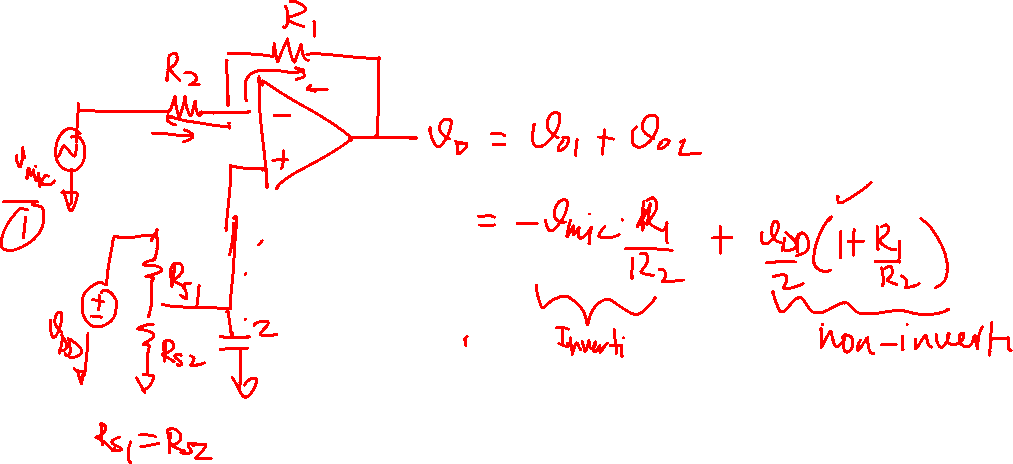 R1
R2
−
+
vmic
1
vo = vo1 + vo2
= −vmic · R1/R2 + vDD/2 (1 + R1/R2)
Inverti
non-inverti
Rs1
+
−
vDD
Rs2
2
Rs1 = Rs2